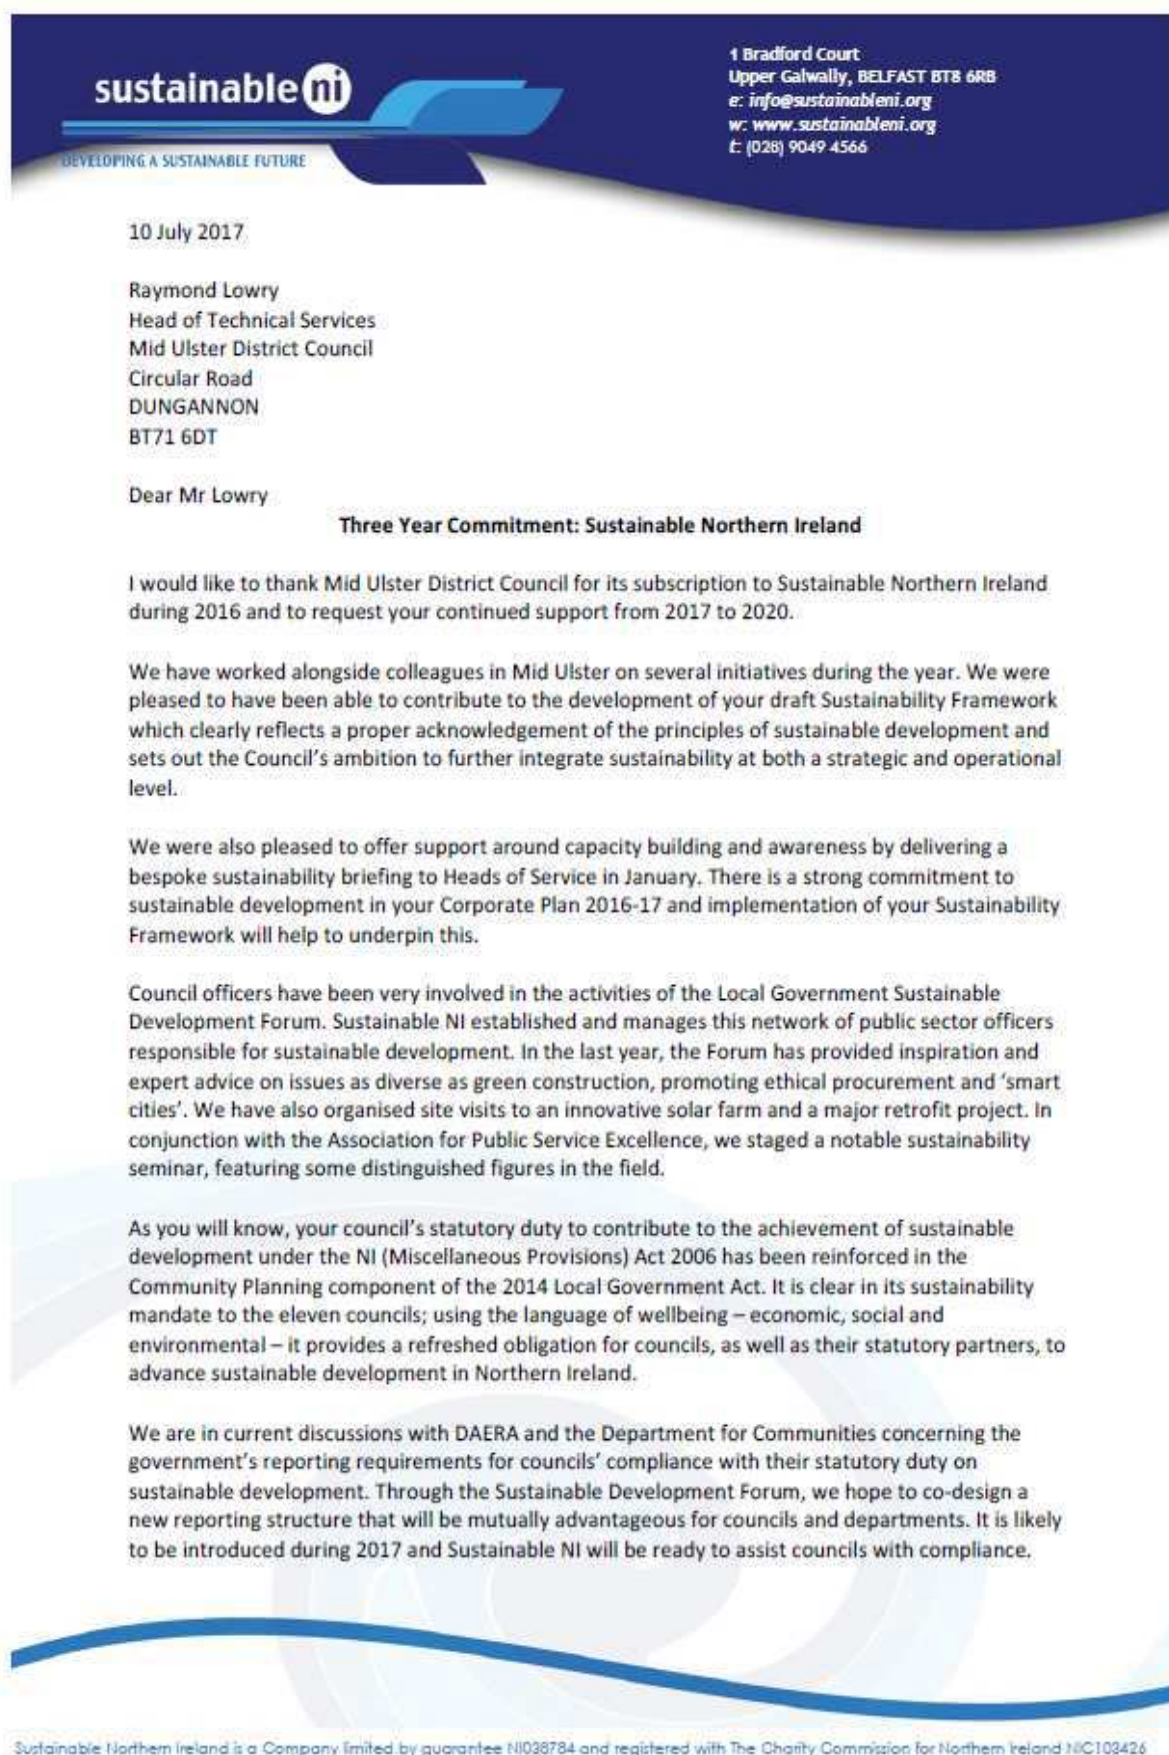 sustainable ni
DEVELOPING A SUSTAINABLE FUTURE
1 Bradford Court
Upper Galwally, BELFAST BT8 6RB
e: info@sustainableni.org
w: www.sustainableni.org
t: (028) 9049 4566
10 July 2017
Raymond Lowry
Head of Technical Services
Mid Ulster District Council
Circular Road
DUNGANNON
BT71 6DT
Dear Mr Lowry
Three Year Commitment: Sustainable Northern Ireland
I would like to thank Mid Ulster District Council for its subscription to Sustainable Northern Ireland
during 2016 and to request your continued support from 2017 to 2020.
We have worked alongside colleagues in Mid Ulster on several initiatives during the year. We were
pleased to have been able to contribute to the development of your draft Sustainability Framework
which clearly reflects a proper acknowledgement of the principles of sustainable development and
sets out the Council's ambition to further integrate sustainability at both a strategic and operational
level.
We were also pleased to offer support around capacity building and awareness by delivering a
bespoke sustainability briefing to Heads of Service in January. There is a strong commitment to
sustainable development in your Corporate Plan 2016-17 and implementation of your Sustainability
Framework will help to underpin this.
Council officers have been very involved in the activities of the Local Government Sustainable
Development Forum. Sustainable NI established and manages this network of public sector officers
responsible for sustainable development. In the last year, the Forum has provided inspiration and
expert advice on issues as diverse as green construction, promoting ethical procurement and 'smart
cities'. We have also organised site visits to an innovative solar farm and a major retrofit project. In
conjunction with the Association for Public Service Excellence, we staged a notable sustainability
seminar, featuring some distinguished figures in the field.
As you will know, your council's statutory duty to contribute to the achievement of sustainable
development under the NI (Miscellaneous Provisions) Act 2006 has been reinforced in the
Community Planning component of the 2014 Local Government Act. It is clear in its sustainability
mandate to the eleven councils; using the language of wellbeing – economic, social and
environmental – it provides a refreshed obligation for councils, as well as their statutory partners, to
advance sustainable development in Northern Ireland.
We are in current discussions with DAERA and the Department for Communities concerning the
government's reporting requirements for councils' compliance with their statutory duty on
sustainable development. Through the Sustainable Development Forum, we hope to co-design a
new reporting structure that will be mutually advantageous for councils and departments. It is likely
to be introduced during 2017 and Sustainable NI will be ready to assist councils with compliance.
Sustainable Northern Ireland is a Company limited by guarantee NI038784 and registered with The Charity Commission for Northern Ireland NIC103426